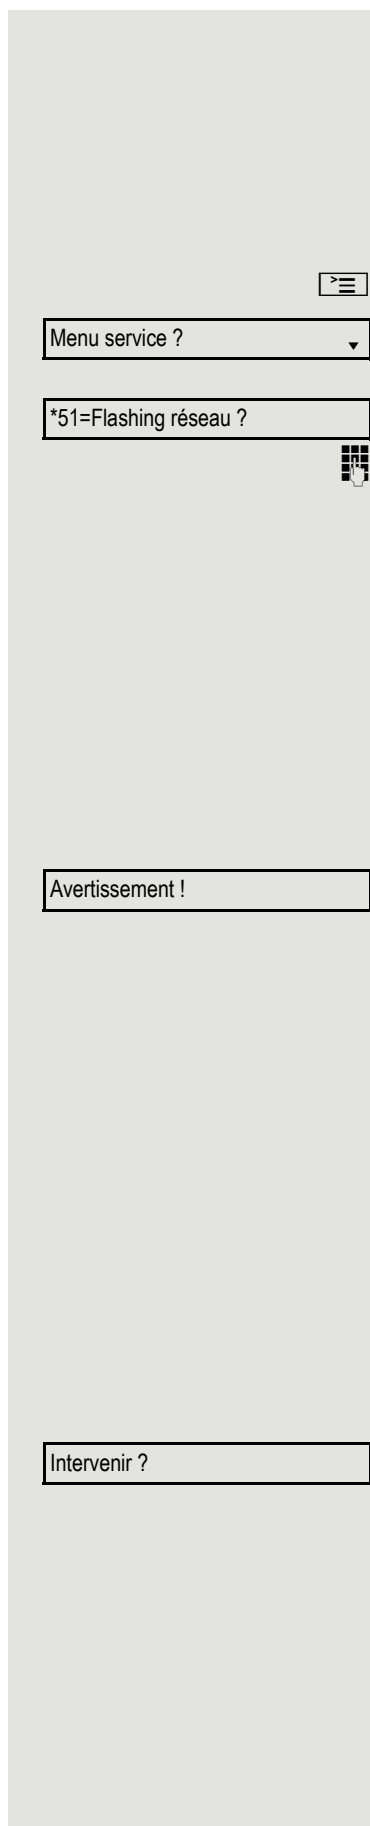 Menu service ?
*51=Flashing réseau ?
Avertissement !
Intervenir ?